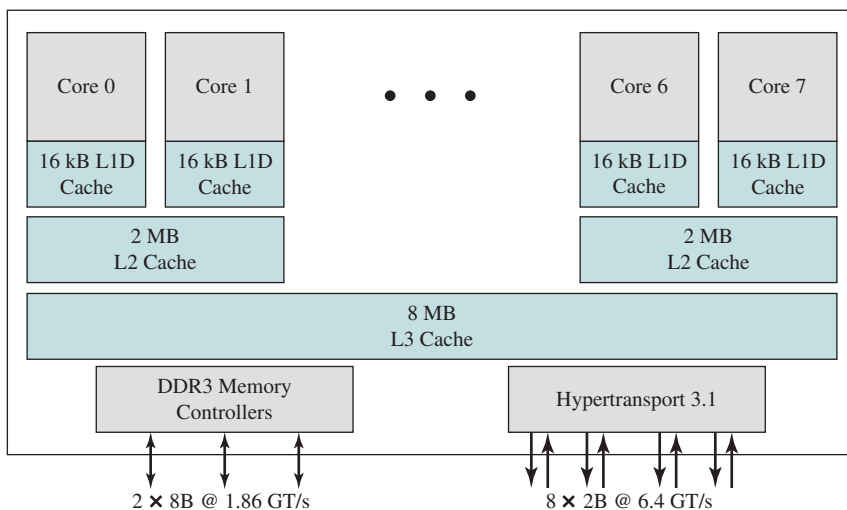 Core 0
Core 1
Core 6
Core 7
16 kB L1D
Cache
16 kB L1D
Cache
16 kB L1D
Cache
16 kB L1D
Cache
2 MB
L2 Cache
2 MB
L2 Cache
8 MB
L3 Cache
DDR3 Memory
Controllers
Hypertransport 3.1
2 × 8B @ 1.86 GT/s
8 × 2B @ 6.4 GT/s